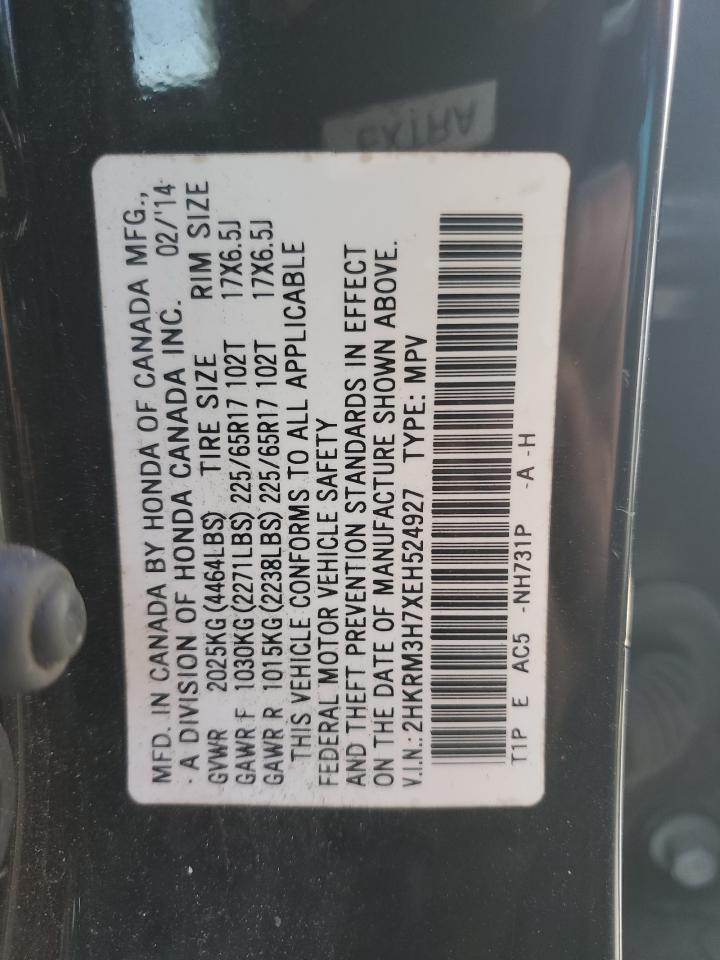 MFD. IN CANADA BY HONDA OF CANADA MFG.,
· A DIVISION OF HONDA CANADA INC. 02/'14
GVWR 2025KG(4464LBS) TIRE SIZE RIM SIZE
GAWR F 1030KG(2271LBS) 225/65R17 102T 17X6.5J
GAWR R 1015KG(2238LBS) 225/65R17 102T 17X6.5J
THIS VEHICLE CONFORMS TO ALL APPLICABLE
FEDERAL MOTOR VEHICLE SAFETY
AND THEFT PREVENTION STANDARDS IN EFFECT
ON THE DATE OF MANUFACTURE SHOWN ABOVE.
V.I.N.: 2HKRM3H7XEH524927 TYPE: MPV
T1P E AC5 -NH731P -A -H
EXTRA